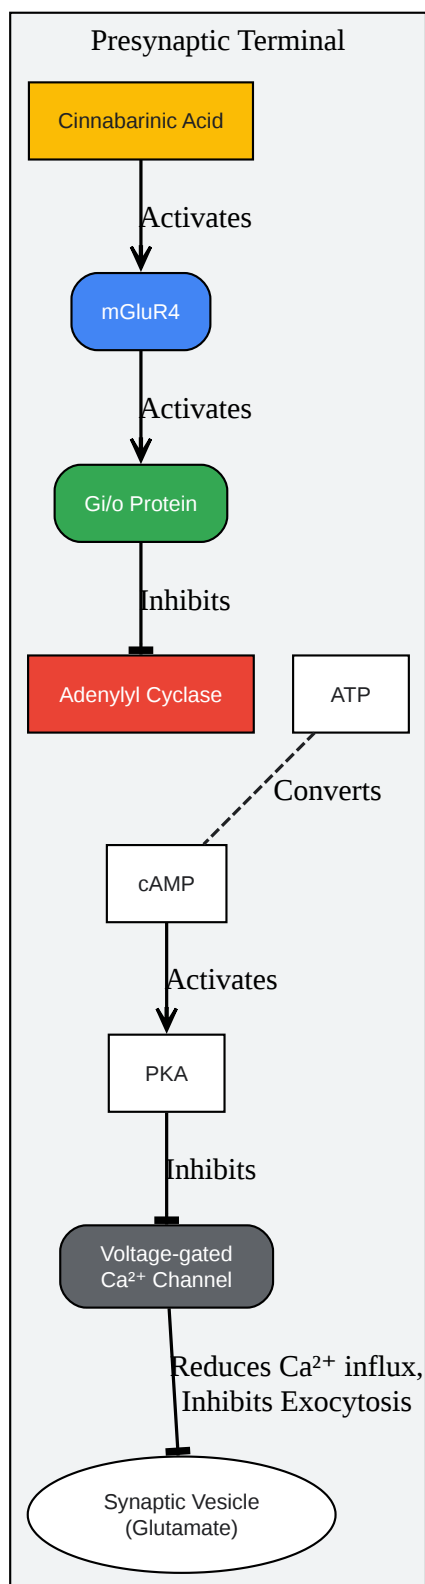 Presynaptic Terminal
Cinnabarinic Acid
Activates
mGluR4
Activates
Gi/o Protein
Inhibits
Adenylyl Cyclase
ATP
Converts
cAMP
Activates
PKA
Inhibits
Voltage-gated
Ca²⁺ Channel
Reduces Ca²⁺ influx,
Inhibits Exocytosis
Synaptic Vesicle
(Glutamate)